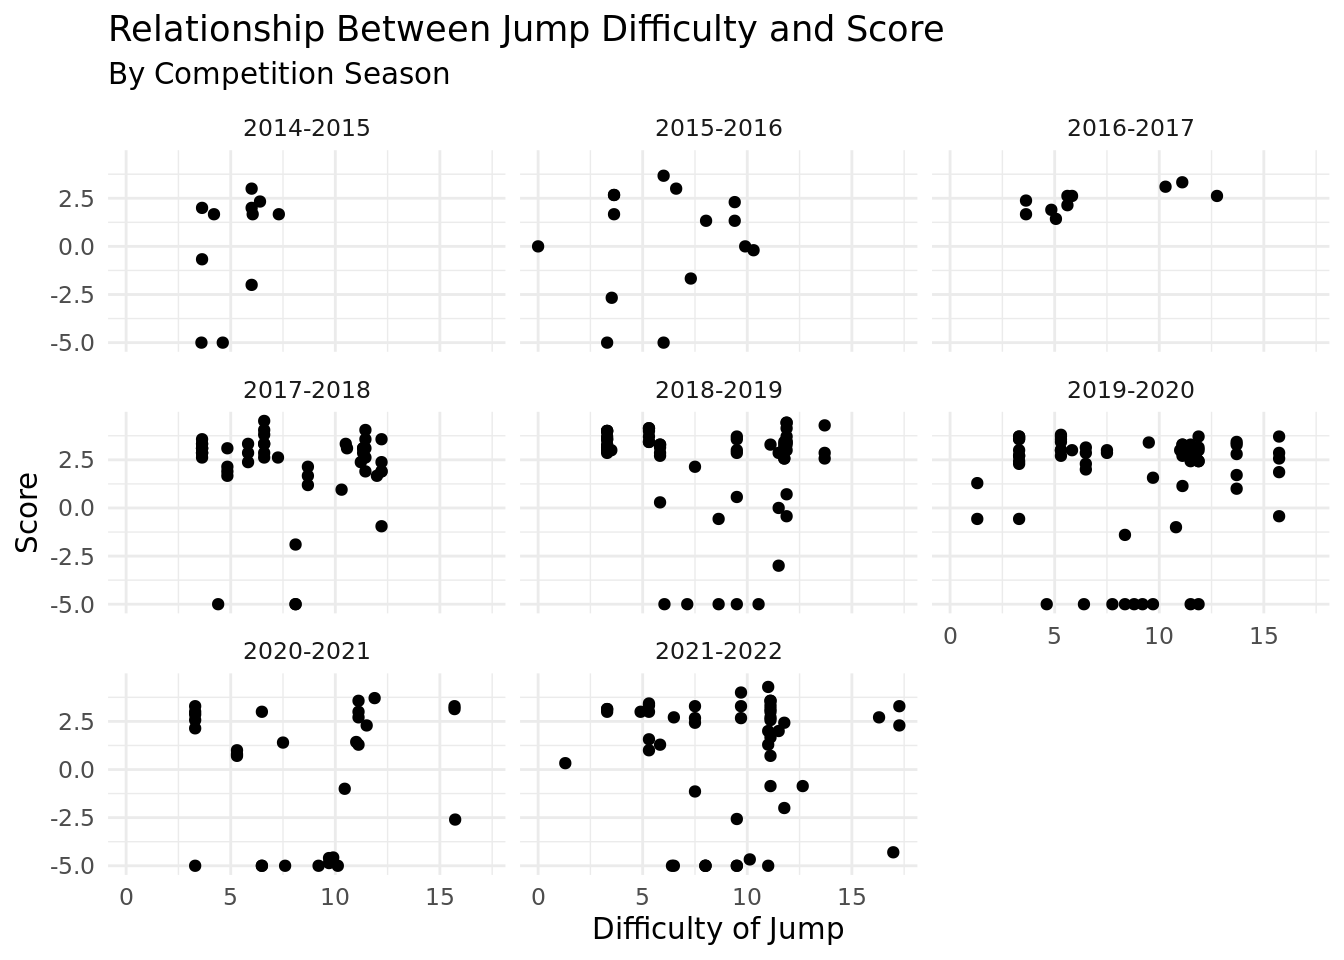 Relationship Between Jump Difficulty and Score
By Competition Season
2014-2015
2015-2016
2016-2017
2.5
0.0
-2.5
-5.0
2017-2018
2018-2019
2019-2020
2.5
0.0
-2.5
-5.0
0 5 10 15
2020-2021
2021-2022
2.5
0.0
-2.5
-5.0
0 5 10 15
0 5 10 15
Score
Difficulty of Jump